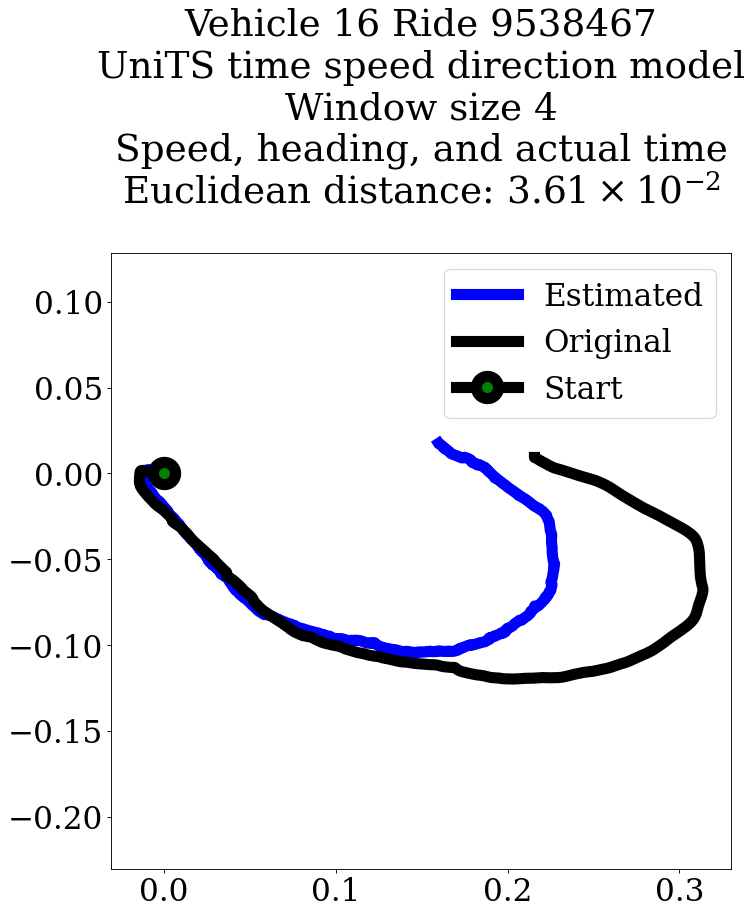 Vehicle 16 Ride 9538467
UniTS time speed direction model
Window size 4
Speed, heading, and actual time
Euclidean distance: 3.61 × 10⁻²
Estimated
Original
Start
0.10
0.05
0.00
−0.05
−0.10
−0.15
−0.20
0.0 0.1 0.2 0.3